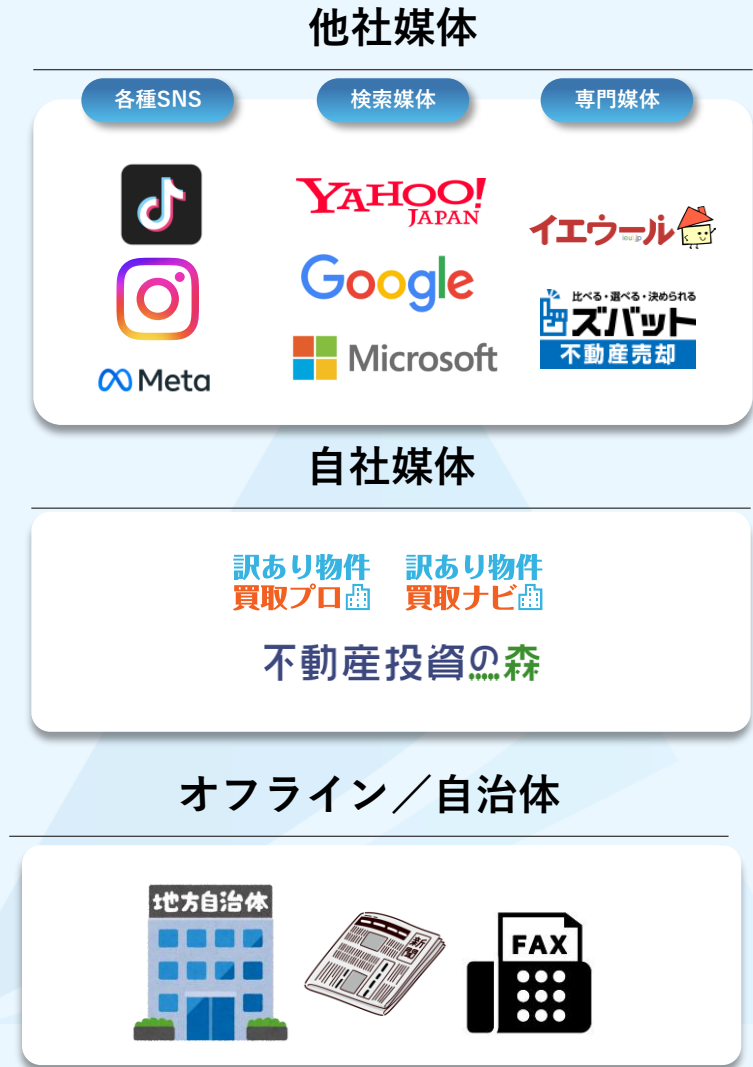 他社媒体
各種SNS
検索媒体
専門媒体
YAHOO!
JAPAN
Google
Microsoft
Meta
イエウール
ieul.jp
比べる・選べる・決められる
ズバット
不動産売却
自社媒体
訳あり物件
買取プロ
訳あり物件
買取ナビ
不動産投資の森
オフライン／自治体
地方自治体
新聞
FAX